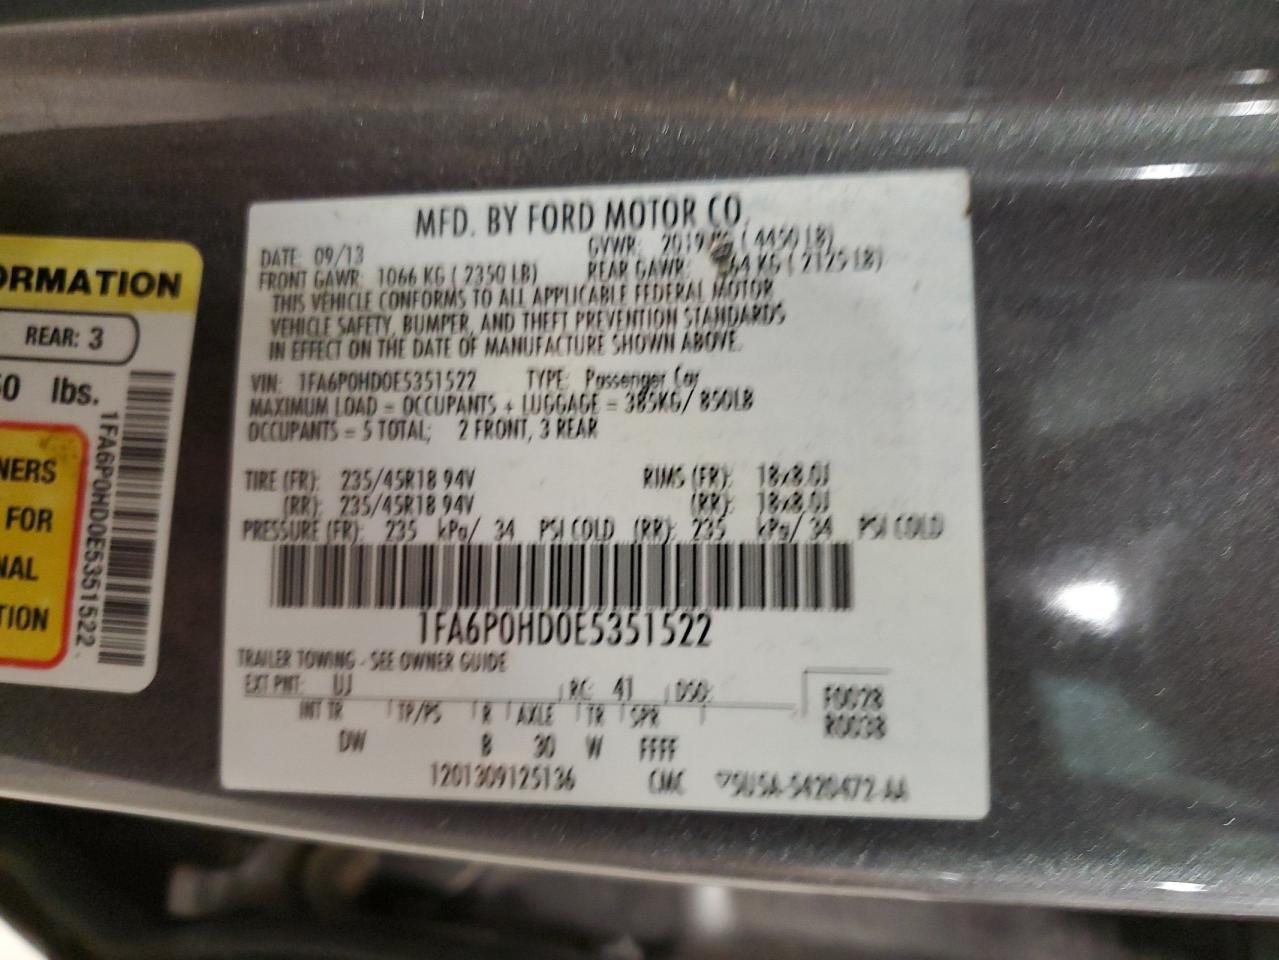 ORMATION
REAR: 3
0 lbs.
NERS
FOR
NAL
TION
1FA6P0HD0E5351522
MFD. BY FORD MOTOR CO.
DATE: 09/13 GVWR: 2019 ( 4450 LB)
FRONT GAWR: 1066 KG ( 2350 LB) REAR GAWR: 64 KG ( 2125 LB)
THIS VEHICLE CONFORMS TO ALL APPLICABLE FEDERAL MOTOR
VEHICLE SAFETY, BUMPER, AND THEFT PREVENTION STANDARDS
IN EFFECT ON THE DATE OF MANUFACTURE SHOWN ABOVE.
VIN: 1FA6P0HD0E5351522 TYPE: Passenger Car
MAXIMUM LOAD = OCCUPANTS + LUGGAGE = 385KG/ 850LB
OCCUPANTS = 5 TOTAL; 2 FRONT, 3 REAR
TIRE (FR): 235/45R18 94V RIMS (FR): 18x8.0J
(RR): 235/45R18 94V (RR): 18x8.0J
PRESSURE (FR): 235 kPa/ 34 PSI COLD (RR): 235 kPa/ 34 PSI COLD
1FA6P0HD0E5351522
TRAILER TOWING - SEE OWNER GUIDE
EXT PNT: UJ RC: 41 DSO:
INT TR TP/PS R AXLE TR SPR
F0028
R0038
DW B 30 W FFFF
1201309125136 CMC 5U5A-5420472-AA